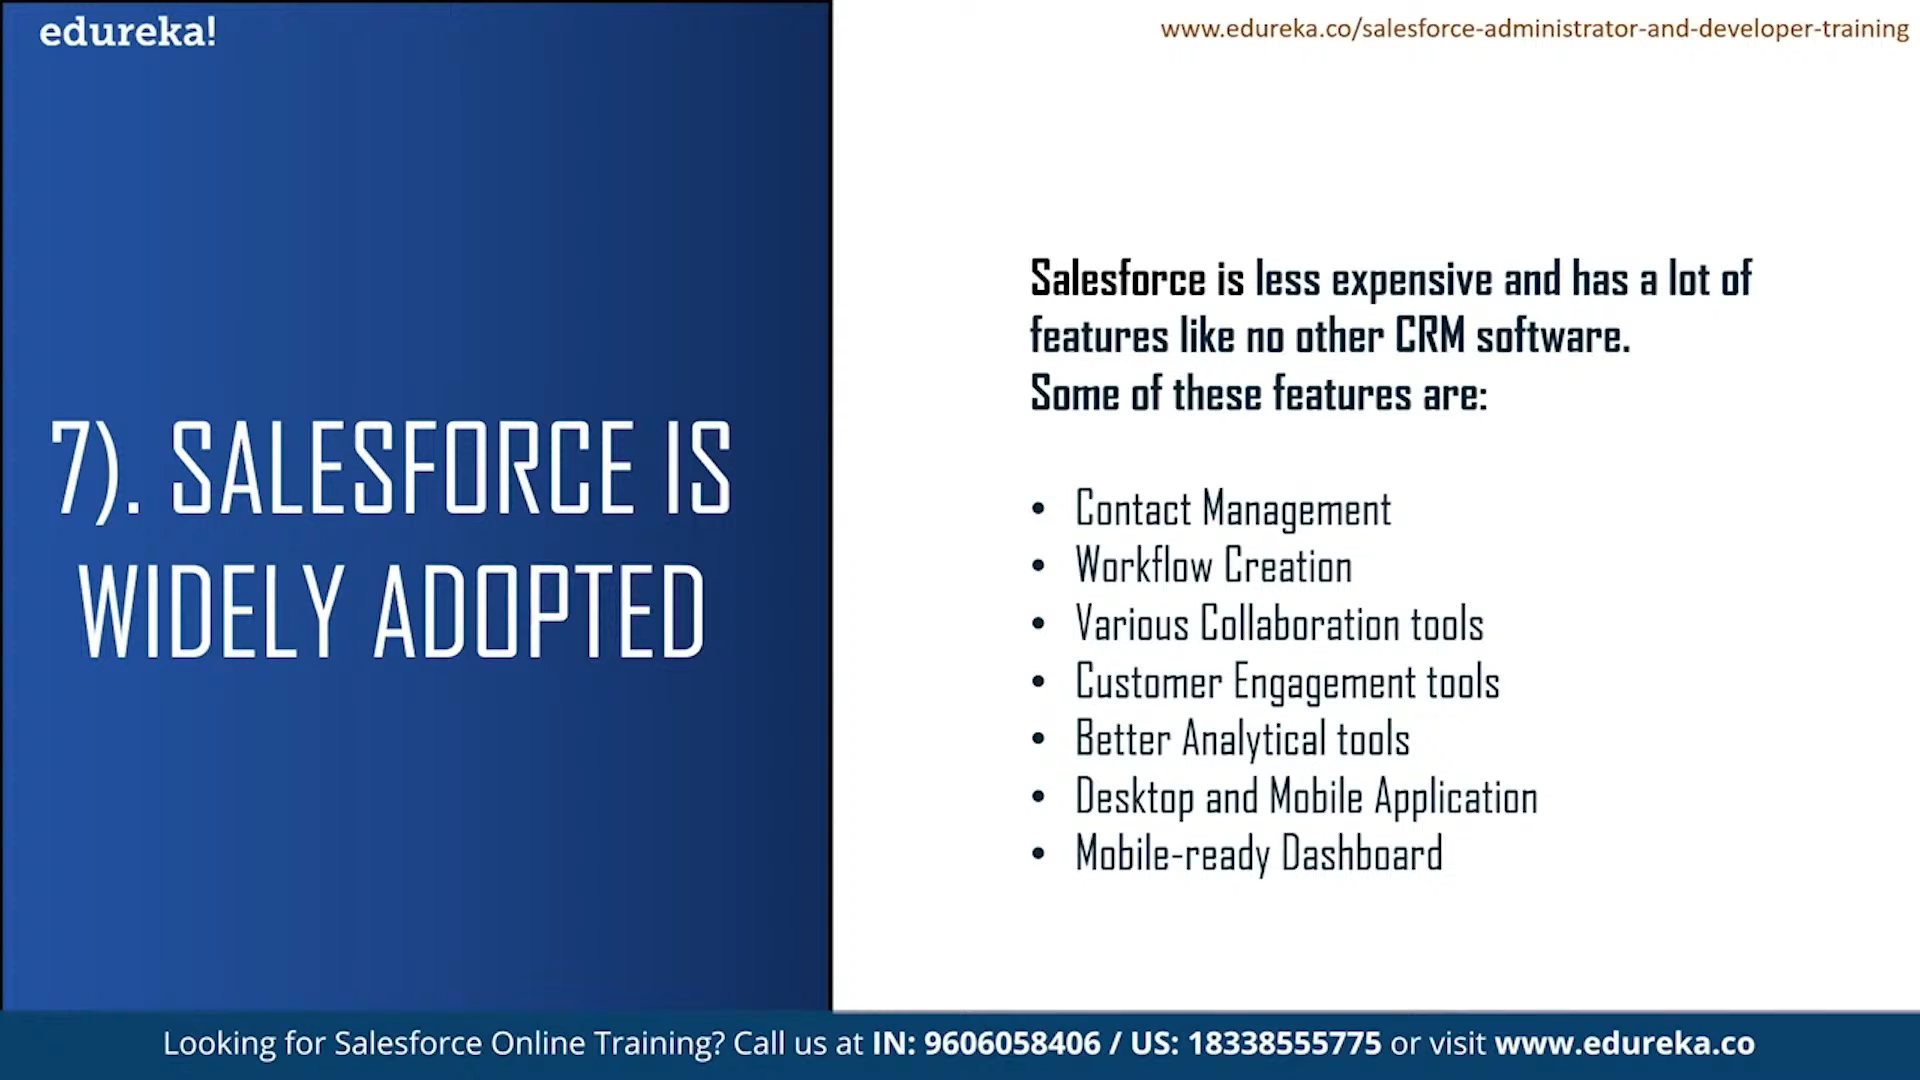 edureka!
www.edureka.co/salesforce-administrator-and-developer-training
7). SALESFORCE IS
WIDELY ADOPTED
Salesforce is less expensive and has a lot of
features like no other CRM software.
Some of these features are:
• Contact Management
• Workflow Creation
• Various Collaboration tools
• Customer Engagement tools
• Better Analytical tools
• Desktop and Mobile Application
• Mobile-ready Dashboard
Looking for Salesforce Online Training? Call us at IN: 9606058406 / US: 18338555775 or visit www.edureka.co